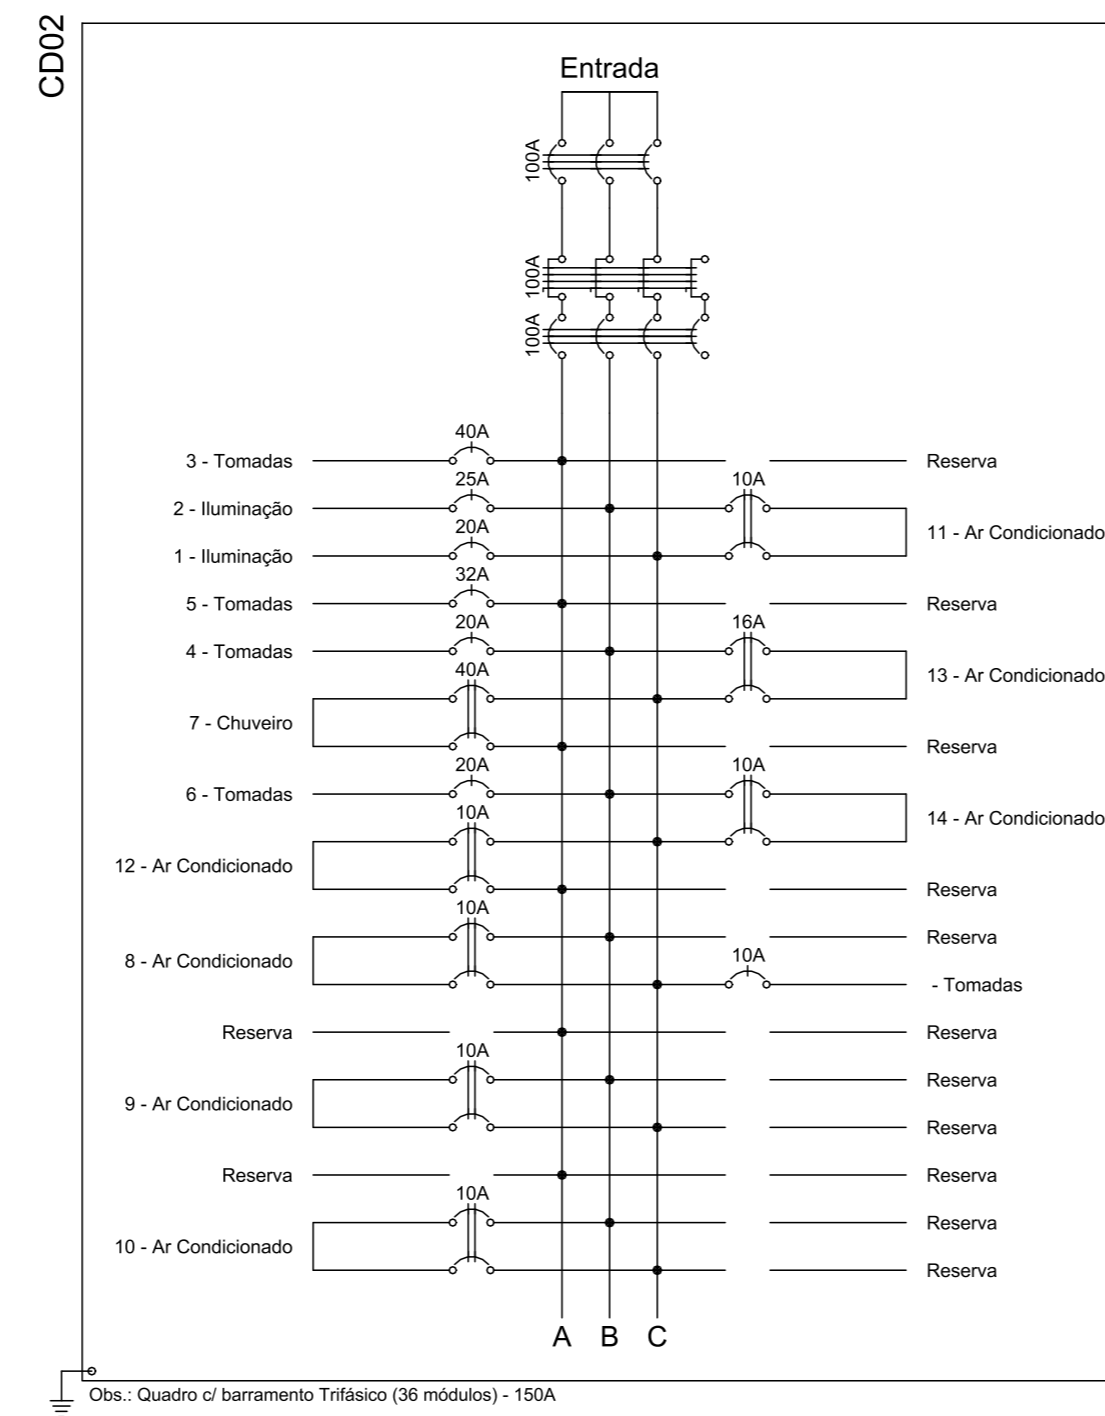 CD02
Entrada
100A
100A
100A
40A
3 - Tomadas
Reserva
25A
10A
2 - Iluminação
11 - Ar Condicionado
20A
1 - Iluminação
32A
5 - Tomadas
Reserva
20A
16A
4 - Tomadas
13 - Ar Condicionado
40A
7 - Chuveiro
Reserva
20A
10A
6 - Tomadas
14 - Ar Condicionado
10A
12 - Ar Condicionado
Reserva
10A
Reserva
8 - Ar Condicionado
10A
- Tomadas
Reserva
Reserva
10A
Reserva
9 - Ar Condicionado
Reserva
Reserva
Reserva
10A
Reserva
10 - Ar Condicionado
Reserva
A B C
Obs.: Quadro c/ barramento Trifásico (36 módulos) - 150A